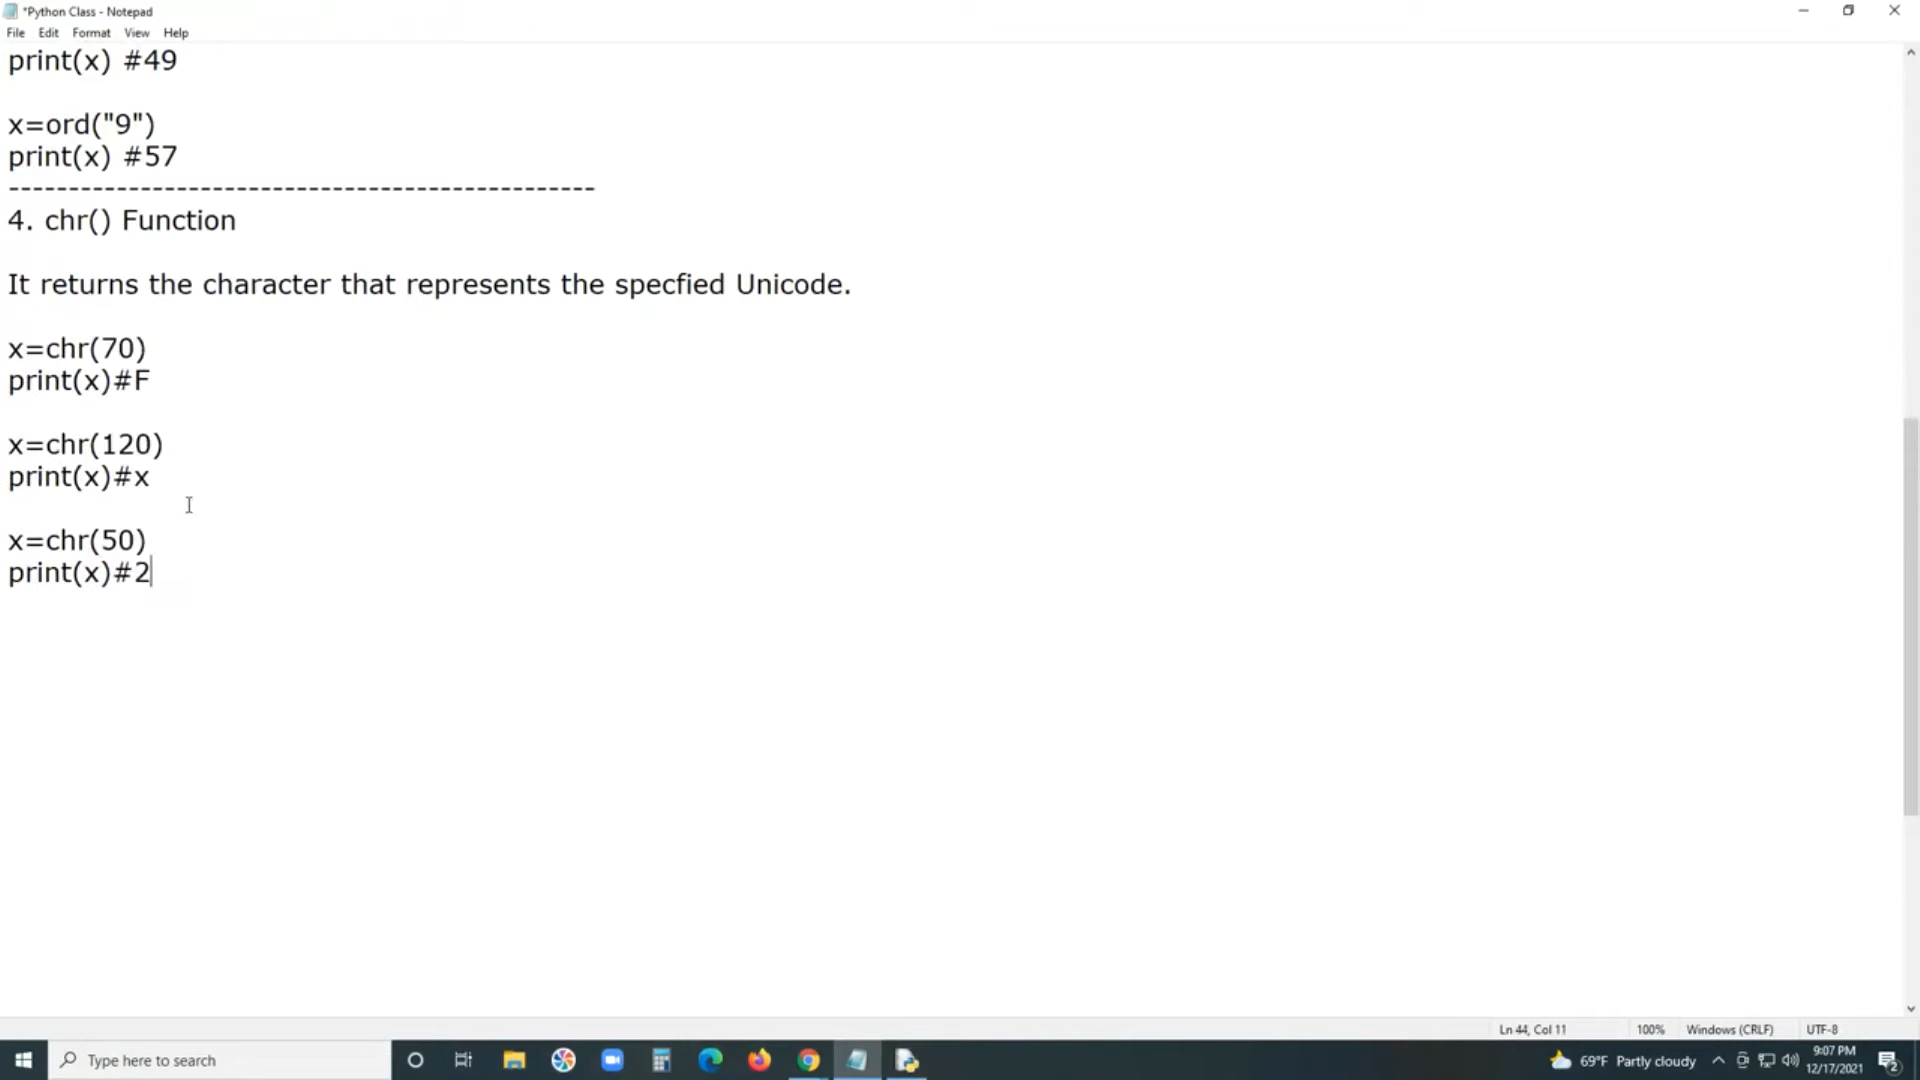 *Python Class - Notepad
File Edit Format View Help
print(x) #49
x=ord("9")
print(x) #57
-------------------------------------------------
4. chr() Function
It returns the character that represents the specfied Unicode.
x=chr(70)
print(x)#F
x=chr(120)
print(x)#x
x=chr(50)
print(x)#2
Ln 44, Col 11 100% Windows (CRLF) UTF-8
Type here to search
69°F Partly cloudy
9:07 PM
12/17/2021
2